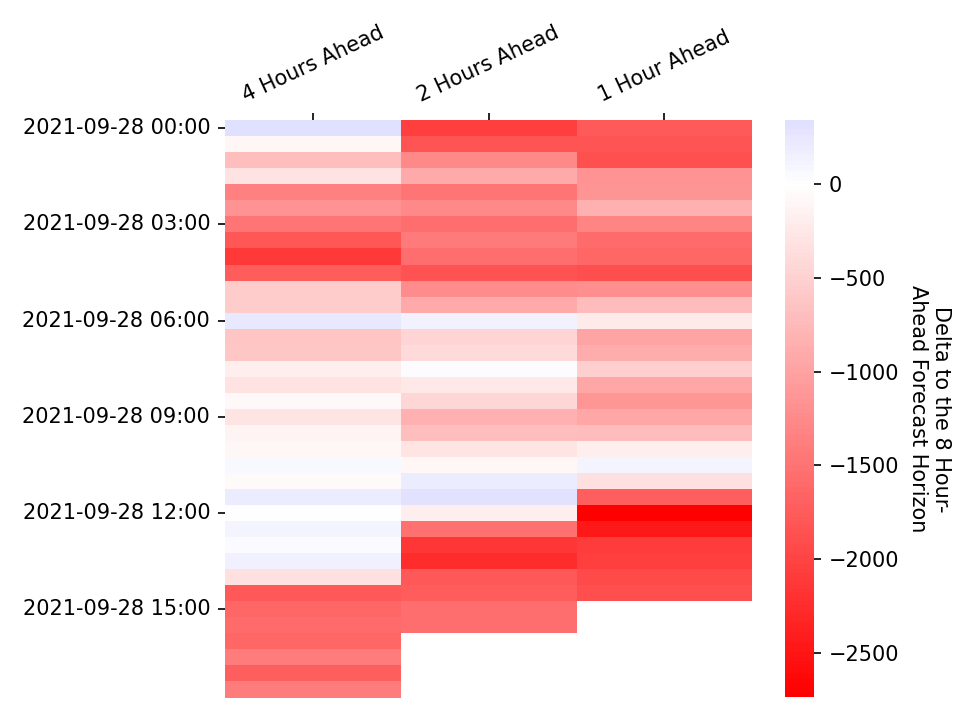 4 Hours Ahead
2 Hours Ahead
1 Hour Ahead
2021-09-28 00:00
2021-09-28 03:00
2021-09-28 06:00
2021-09-28 09:00
2021-09-28 12:00
2021-09-28 15:00
0
−500
−1000
−1500
−2000
−2500
Delta to the 8 Hour-
Ahead Forecast Horizon